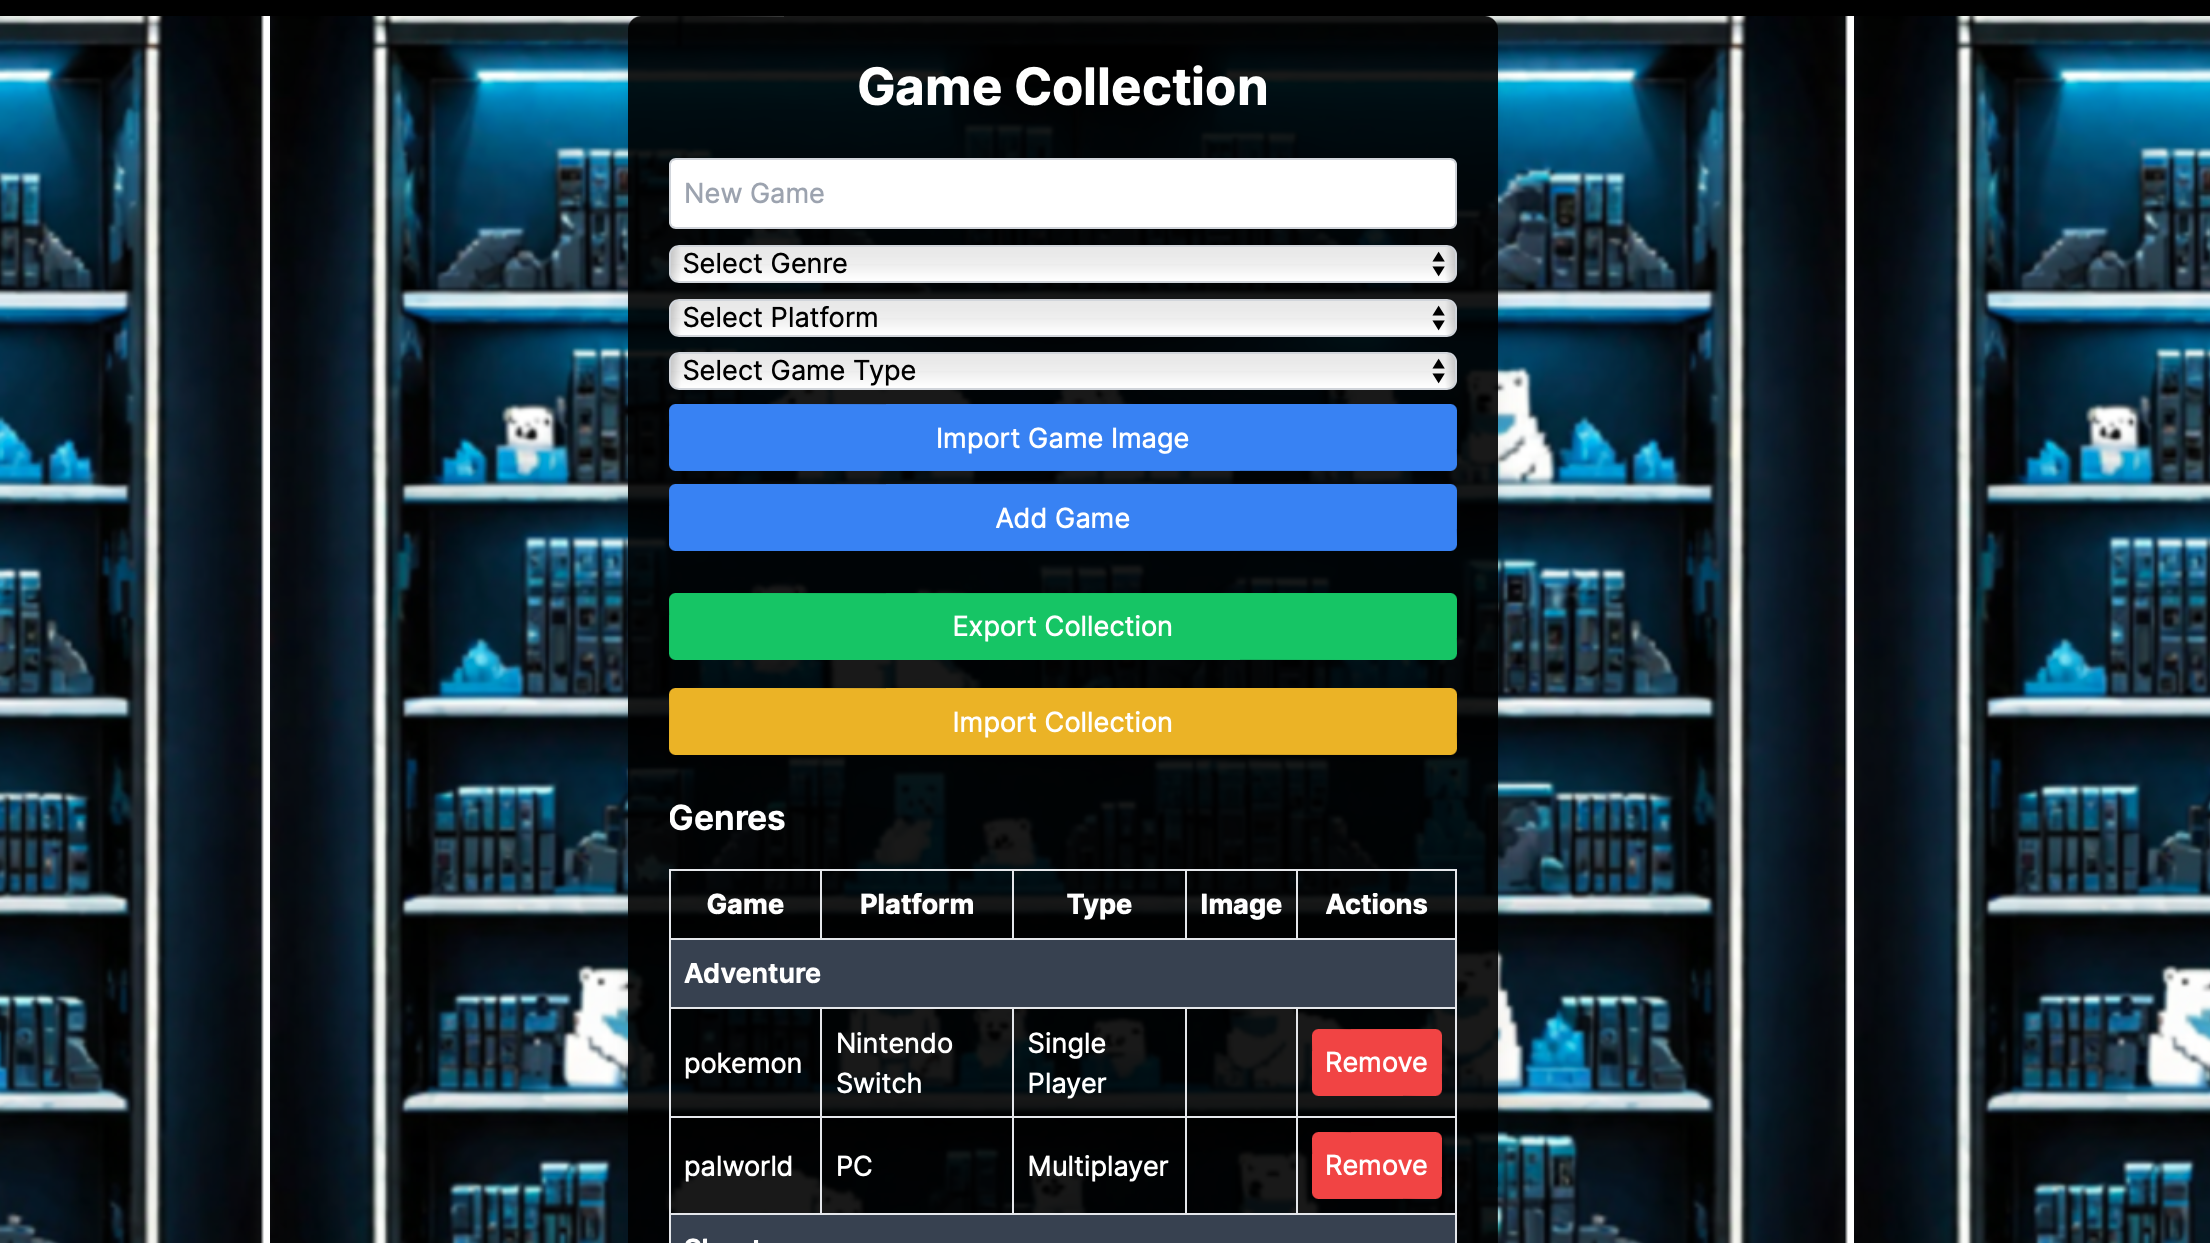 Game Collection
New Game
Select Genre
Select Platform
Select Game Type
Import Game Image
Add Game
Export Collection
Import Collection
Genres
Game Platform Type Image Actions
Adventure
pokemon Nintendo Switch Single Player Remove
palworld PC Multiplayer Remove